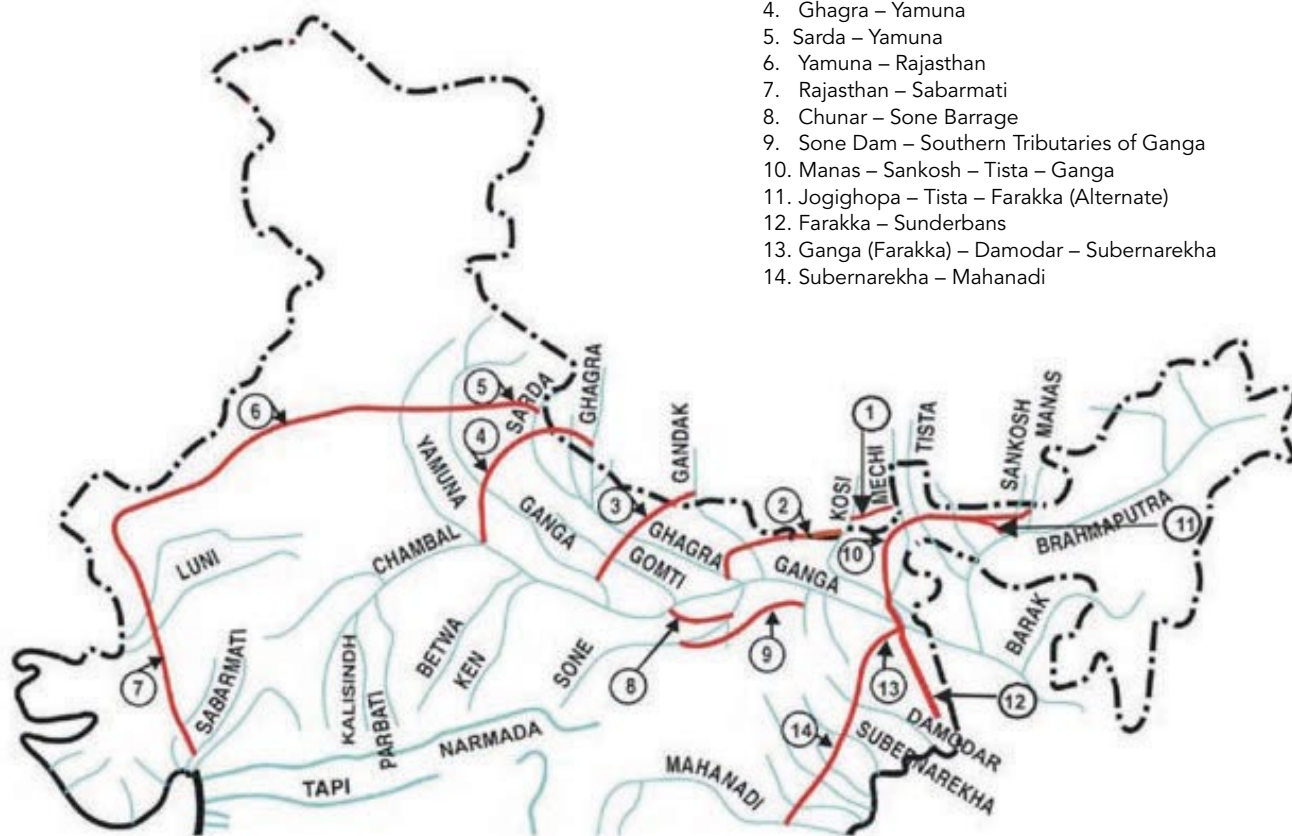 4. Ghagra – Yamuna
5. Sarda – Yamuna
6. Yamuna – Rajasthan
7. Rajasthan – Sabarmati
8. Chunar – Sone Barrage
9. Sone Dam – Southern Tributaries of Ganga
10. Manas – Sankosh – Tista – Ganga
11. Jogighopa – Tista – Farakka (Alternate)
12. Farakka – Sunderbans
13. Ganga (Farakka) – Damodar – Subernarekha
14. Subernarekha – Mahanadi
5
SARDA
GHAGRA
1
TISTA
SANKOSH
MANAS
6
4
YAMUNA
GANDAK
KOSI
MECHI
3
2
GANGA
GHAGRA
GOMTI
10
GANGA
BRAHMAPUTRA
11
LUNI
CHAMBAL
BETWA
KEN
SONE
8
9
BARAK
7
SABARMATI
KALISINDH
PARBATI
13
12
NARMADA
TAPI
14
DAMODAR
SUBERNAREKHA
MAHANADI